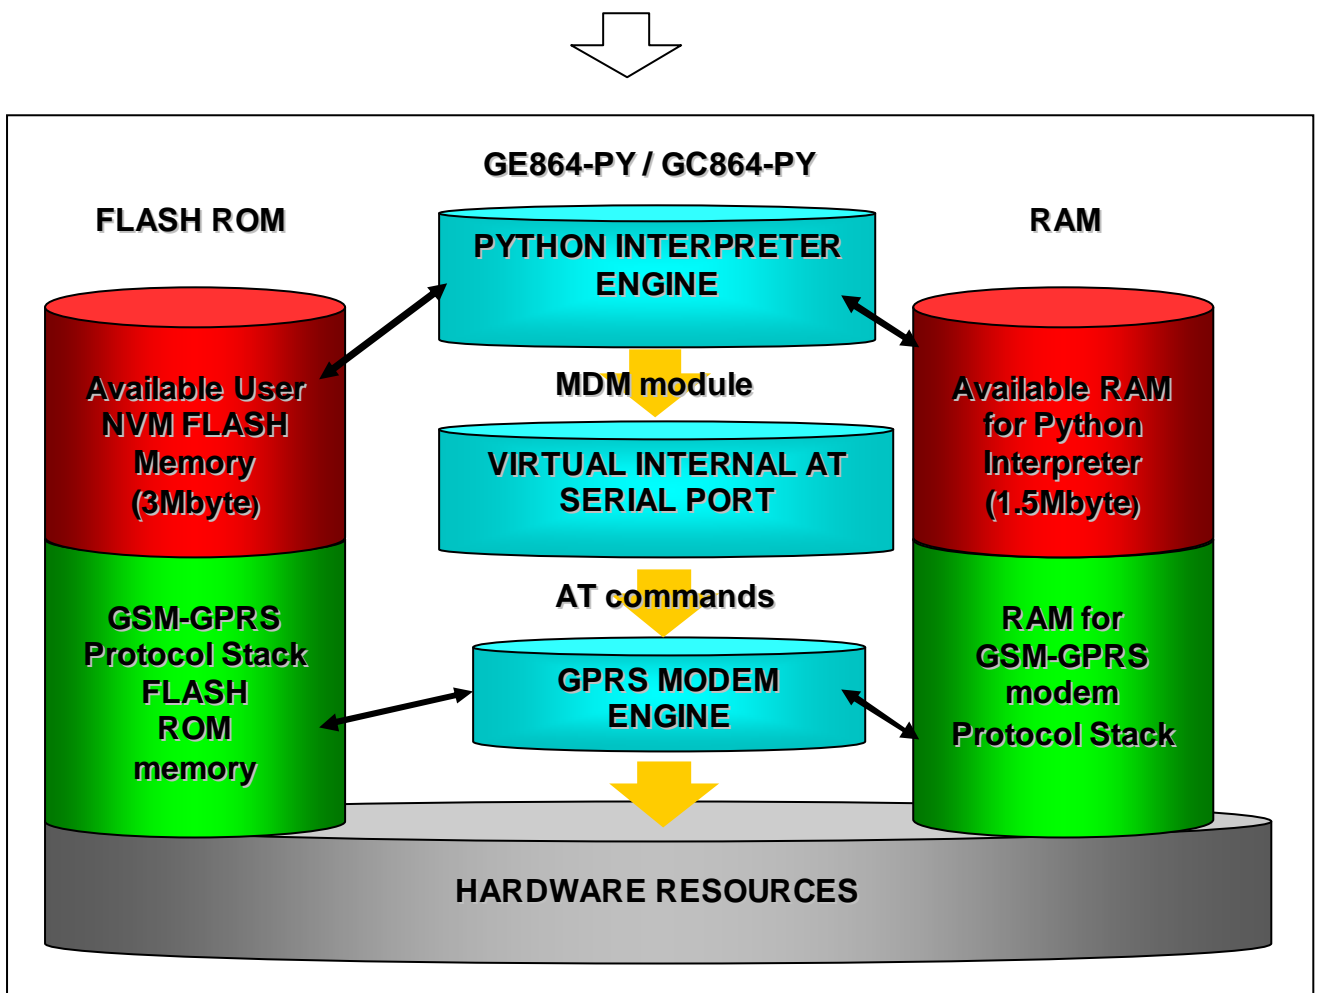 GE864-PY / GC864-PY
FLASH ROM
RAM
PYTHON INTERPRETER
ENGINE
Available User
NVM FLASH
Memory
(3Mbyte)
MDM module
Available RAM
for Python
Interpreter
(1.5Mbyte)
VIRTUAL INTERNAL AT
SERIAL PORT
AT commands
GSM-GPRS
Protocol Stack
FLASH
ROM
memory
GPRS MODEM
ENGINE
RAM for
GSM-GPRS
modem
Protocol Stack
HARDWARE RESOURCES